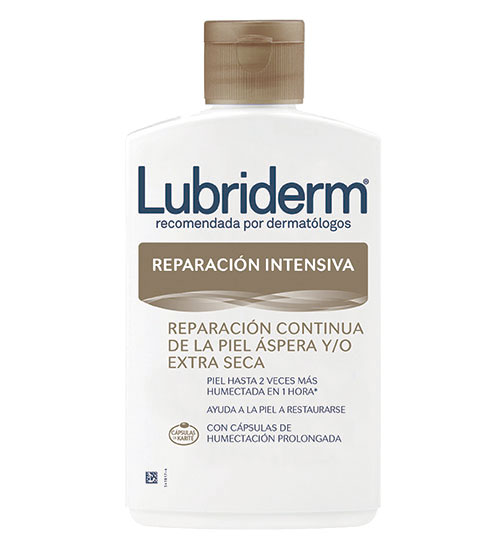 Lubriderm®
recomendada por dermatólogos
REPARACIÓN INTENSIVA
REPARACIÓN CONTINUA
DE LA PIEL ÁSPERA Y/O
EXTRA SECA
PIEL HASTA 2 VECES MÁS
HUMECTADA EN 1 HORA*
AYUDA A LA PIEL A RESTAURARSE
CÁPSULAS
DE KARITÉ
CON CÁPSULAS DE
HUMECTACIÓN PROLONGADA